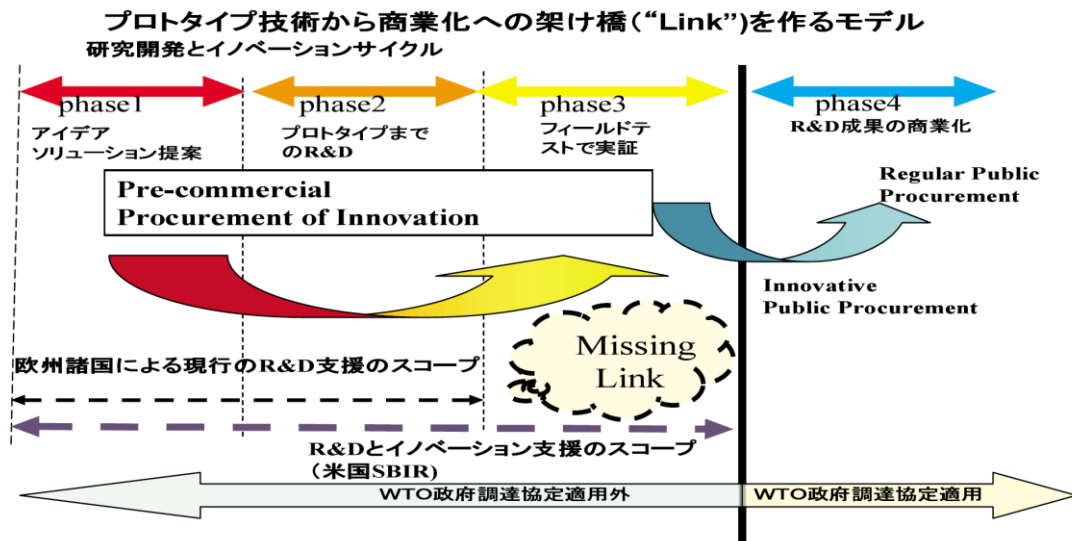 プロトタイプ技術から商業化への架け橋(“Link”)を作るモデル
研究開発とイノベーションサイクル
phase1
phase2
phase3
phase4
アイデア
ソリューション提案
プロトタイプまで
のR&D
フィールドテ
ストで実証
R&D成果の商業化
Pre-commercial
Procurement of Innovation
Regular Public
Procurement
Innovative
Public Procurement
Missing
Link
欧州諸国による現行のR&D支援のスコープ
R&Dとイノベーション支援のスコープ
(米国SBIR)
WTO政府調達協定適用外
WTO政府調達協定適用